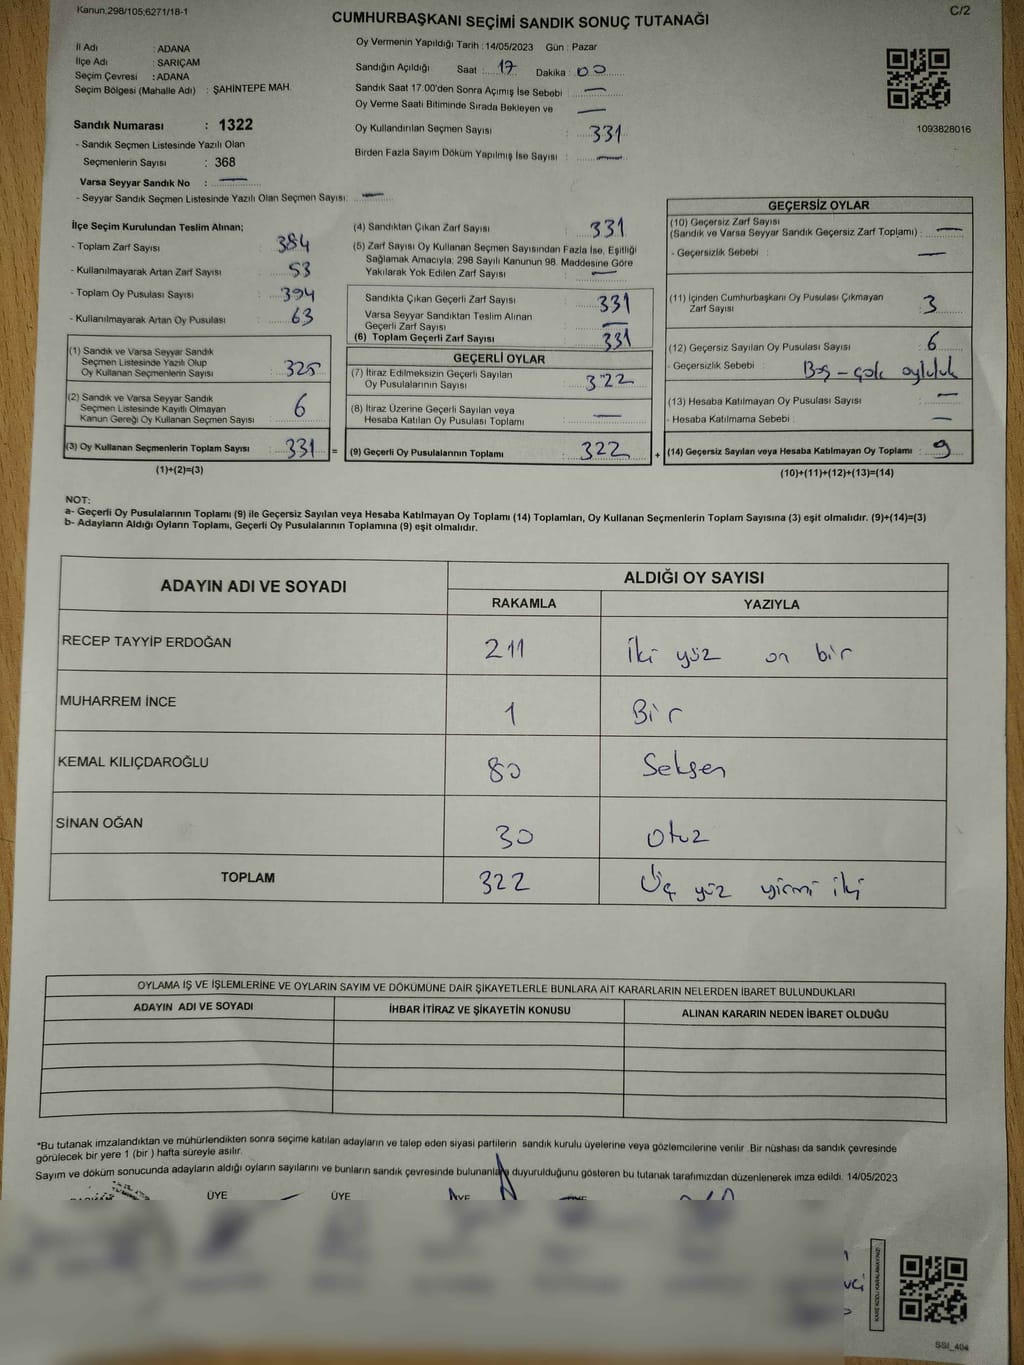 Kanun:298/105;6271/18-1
C/2
CUMHURBAŞKANI SEÇİMİ SANDIK SONUÇ TUTANAĞI
İl Adı : ADANA
İlçe Adı : SARIÇAM
Seçim Çevresi : ADANA
Seçim Bölgesi (Mahalle Adı) : ŞAHİNTEPE MAH.
Sandık Numarası : 1322
- Sandık Seçmen Listesinde Yazılı Olan
Seçmenlerin Sayısı : 368
Varsa Seyyar Sandık No : —
- Seyyar Sandık Seçmen Listesinde Yazılı Olan Seçmen Sayısı: —
Oy Vermenin Yapıldığı Tarih : 14/05/2023 Gün : Pazar
Sandığın Açıldığı Saat : 17 Dakika : 00
Sandık Saat 17:00'den Sonra Açımış İse Sebebi : —
Oy Verme Saati Bitiminde Sırada Bekleyen ve —
Oy Kullandırılan Seçmen Sayısı : 331
Birden Fazla Sayım Döküm Yapılmış İse Sayısı : —
1093828016
İlçe Seçim Kurulundan Teslim Alınan;
- Toplam Zarf Sayısı : 384
- Kullanılmayarak Artan Zarf Sayısı : 53
- Toplam Oy Pusulası Sayısı : 394
- Kullanılmayarak Artan Oy Pusulası : 63
(1) Sandık ve Varsa Seyyar Sandık
Seçmen Listesinde Yazılı Olup
Oy Kullanan Seçmenlerin Sayısı : 325
(2) Sandık ve Varsa Seyyar Sandık
Seçmen Listesinde Kayıtlı Olmayan
Kanun Gereği Oy Kullanan Seçmen Sayısı : 6
(3) Oy Kullanan Seçmenlerin Toplam Sayısı : 331 =
(1)+(2)=(3)
(4) Sandıktan Çıkan Zarf Sayısı : 331
(5) Zarf Sayısı Oy Kullanan Seçmen Sayısından Fazla İse, Eşitliği
Sağlamak Amacıyla; 298 Sayılı Kanunun 98. Maddesine Göre
Yakılarak Yok Edilen Zarf Sayısı : —
Sandıkta Çıkan Geçerli Zarf Sayısı : 331
Varsa Seyyar Sandıktan Teslim Alınan
Geçerli Zarf Sayısı : —
(6) Toplam Geçerli Zarf Sayısı : 331
GEÇERLİ OYLAR
(7) İtiraz Edilmeksizin Geçerli Sayılan
Oy Pusulalarının Sayısı : 322
(8) İtiraz Üzerine Geçerli Sayılan veya
Hesaba Katılan Oy Pusulası Toplamı : —
(9) Geçerli Oy Pusulalarının Toplamı : 322 +
GEÇERSİZ OYLAR
(10) Geçersiz Zarf Sayısı
(Sandık ve Varsa Seyyar Sandık Geçersiz Zarf Toplamı) : —
- Geçersizlik Sebebi : —
(11) İçinden Cumhurbaşkanı Oy Pusulası Çıkmayan
Zarf Sayısı : 3
(12) Geçersiz Sayılan Oy Pusulası Sayısı : 6
- Geçersizlik Sebebi : Boş – çok
(13) Hesaba Katılmayan Oy Pusulası Sayısı : —
- Hesaba Katılmama Sebebi : —
(14) Geçersiz Sayılan veya Hesaba Katılmayan Oy Toplamı : 9
(10)+(11)+(12)+(13)=(14)
NOT:
a- Geçerli Oy Pusulalarının Toplamı (9) ile Geçersiz Sayılan veya Hesaba Katılmayan Oy Toplamı (14) Toplamları, Oy Kullanan Seçmenlerin Toplam Sayısına (3) eşit olmalıdır. (9)+(14)=(3)
b- Adayların Aldığı Oyların Toplamı, Geçerli Oy Pusulalarının Toplamına (9) eşit olmalıdır.
ADAYIN ADI VE SOYADI ALDIĞI OY SAYISI
RAKAMLA YAZIYLA
RECEP TAYYİP ERDOĞAN 211 İki yüz on bir
MUHARREM İNCE 1 Bir
KEMAL KILIÇDAROĞLU 80 Seksen
SİNAN OĞAN 30 otuz
TOPLAM 322 Üç yüz yirmi iki
OYLAMA İŞ VE İŞLEMLERİNE VE OYLARIN SAYIM VE DÖKÜMÜNE DAİR ŞİKAYETLERLE BUNLARA AİT KARARLARIN NELERDEN İBARET BULUNDUKLARI
ADAYIN ADI VE SOYADI İHBAR İTİRAZ VE ŞİKAYETİN KONUSU ALINAN KARARIN NEDEN İBARET OLDUĞU
*Bu tutanak imzalandıktan ve mühürlendikten sonra seçime katılan adayların ve talep eden siyasi partilerin sandık kurulu üyelerine veya gözlemcilerine verilir. Bir nüshası da sandık çevresinde
görülecek bir yere 1 (bir) hafta süreyle asılır.
Sayım ve döküm sonucunda adayların aldığı oyların sayılarını ve bunların sandık çevresinde bulunanlara duyurulduğunu gösteren bu tutanak tarafımızdan düzenlenerek imza edildi. 14/05/2023
ÜYE ÜYE
KARE KODU KARALAMAYINIZ!
SSI_404